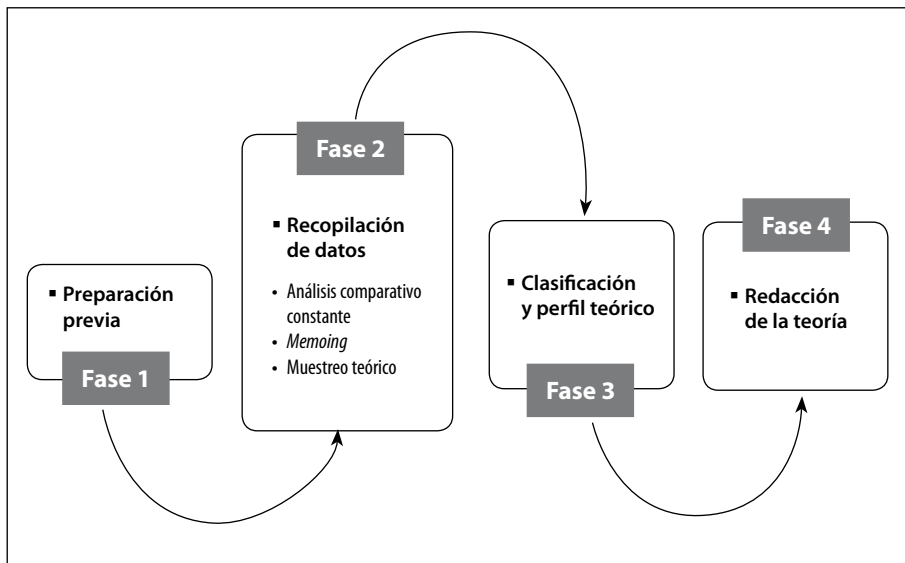 ▪ Preparación
previa
Fase 1
Fase 2
▪ Recopilación
de datos
• Análisis comparativo
constante
• Memoing
• Muestreo teórico
▪ Clasificación
y perfil teórico
Fase 3
Fase 4
▪ Redacción
de la teoría